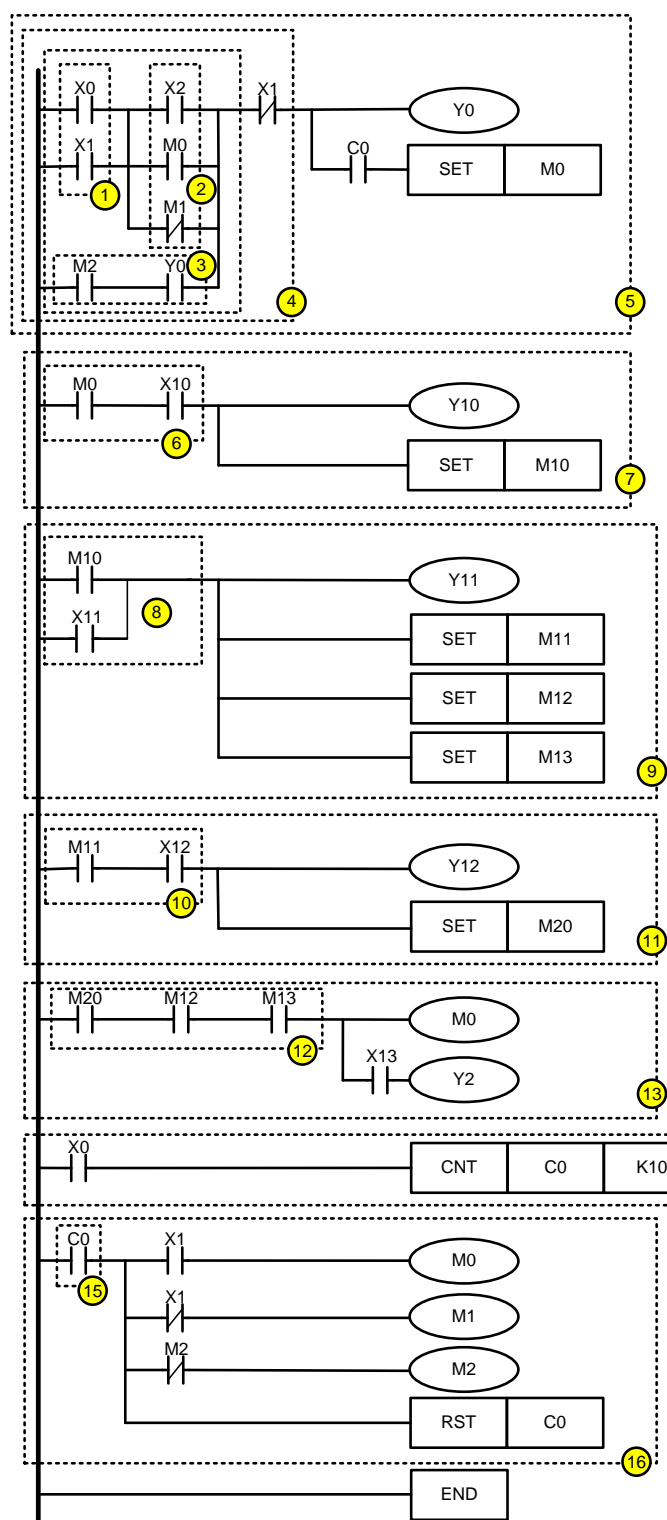 X0 X2 X1 Y0
C0 SET M0
X1 M0
1 2
M1
3
M2 Y0
4 5
M0 X10 Y10
6
SET M10
7
M10 Y11
8
X11 SET M11
SET M12
SET M13
9
M11 X12 Y12
10
SET M20
11
M20 M12 M13 M0
12
X13 Y2
13
X0 CNT C0 K10
C0 X1 M0
15
X1 M1
M2 M2
RST C0
16
END